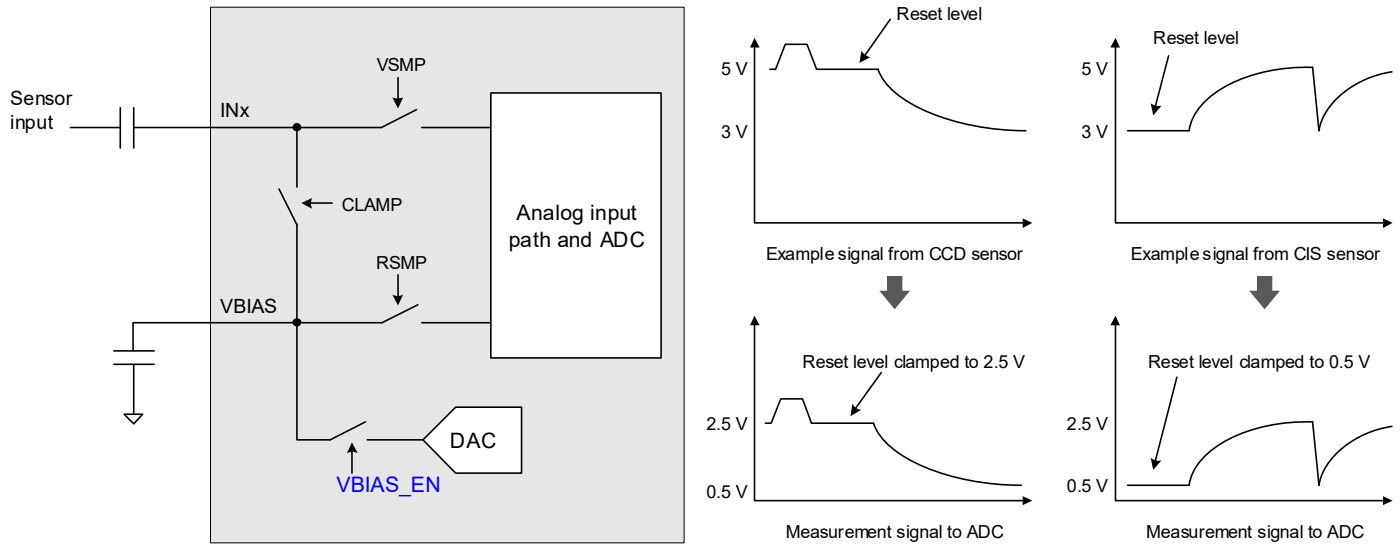 Sensor
input
INx
VSMP
CLAMP
Analog input
path and ADC
RSMP
VBIAS
DAC
VBIAS_EN
Reset level
5 V
3 V
Example signal from CCD sensor
Reset level
5 V
3 V
Example signal from CIS sensor
Reset level clamped to 2.5 V
2.5 V
0.5 V
Measurement signal to ADC
Reset level clamped to 0.5 V
2.5 V
0.5 V
Measurement signal to ADC